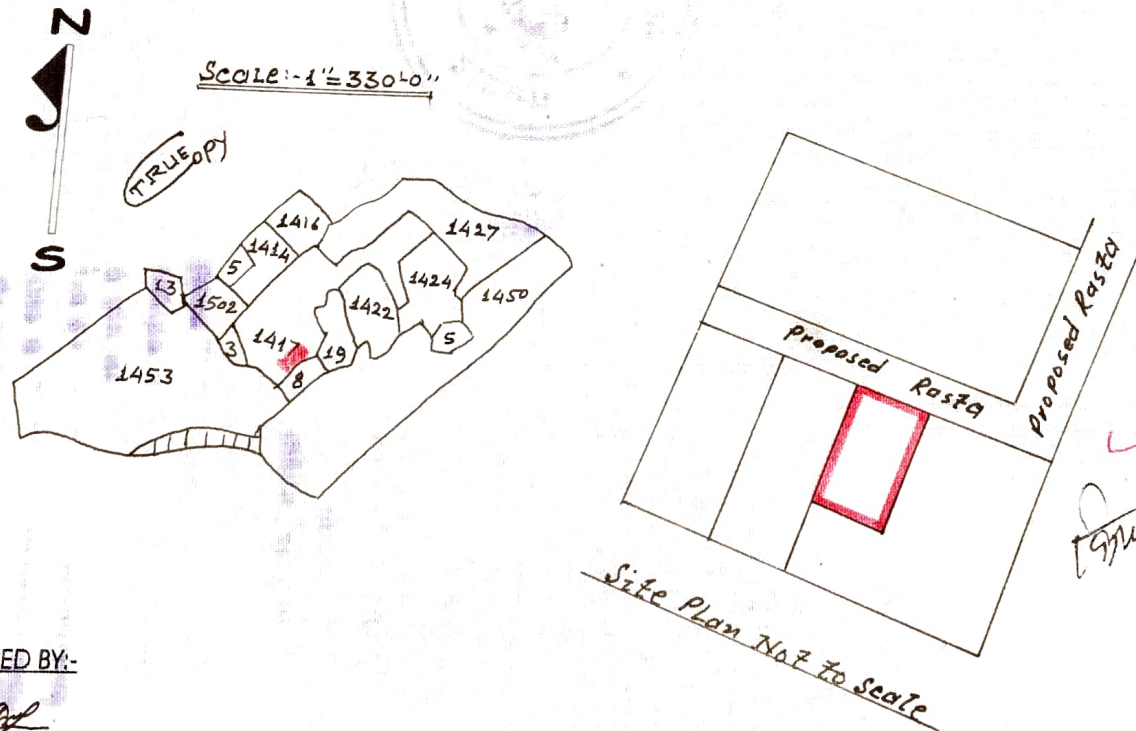 N
Scale:- 1"=330'-0"
TRUE COPY
S
1416
1414
5
1427
13
1502
1424
1450
1422
3
1417
19
5
8
1453
proposed Rasta
Proposed Rasta
Site Plan Not to scale
ED BY:-